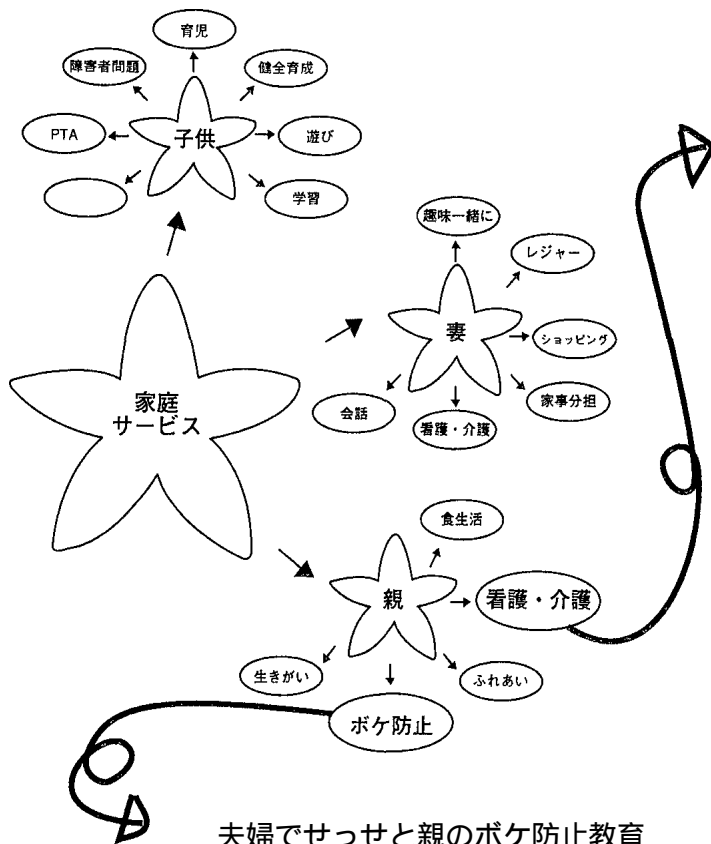 育児
障害者問題
健全育成
PTA
子供
遊び
学習
趣味一緒に
レジャー
妻
ショッピング
家庭
サービス
会話
看護・介護
家事分担
食生活
親
看護・介護
生きがい
ふれあい
ボケ防止
夫婦でせっせと親のボケ防止教育